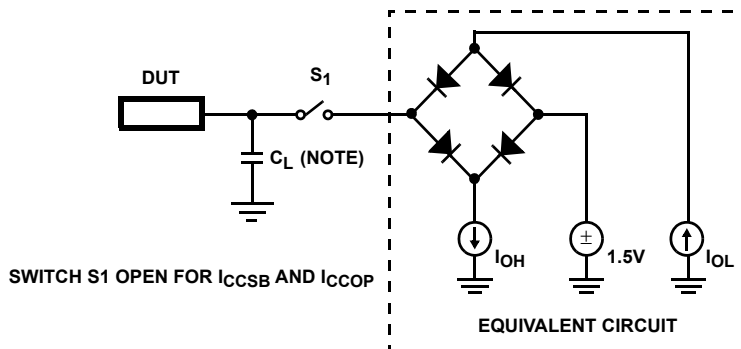 DUT
S1
CL (NOTE)
IOH
±
1.5V
IOL
SWITCH S1 OPEN FOR ICCSB AND ICCOP
EQUIVALENT CIRCUIT